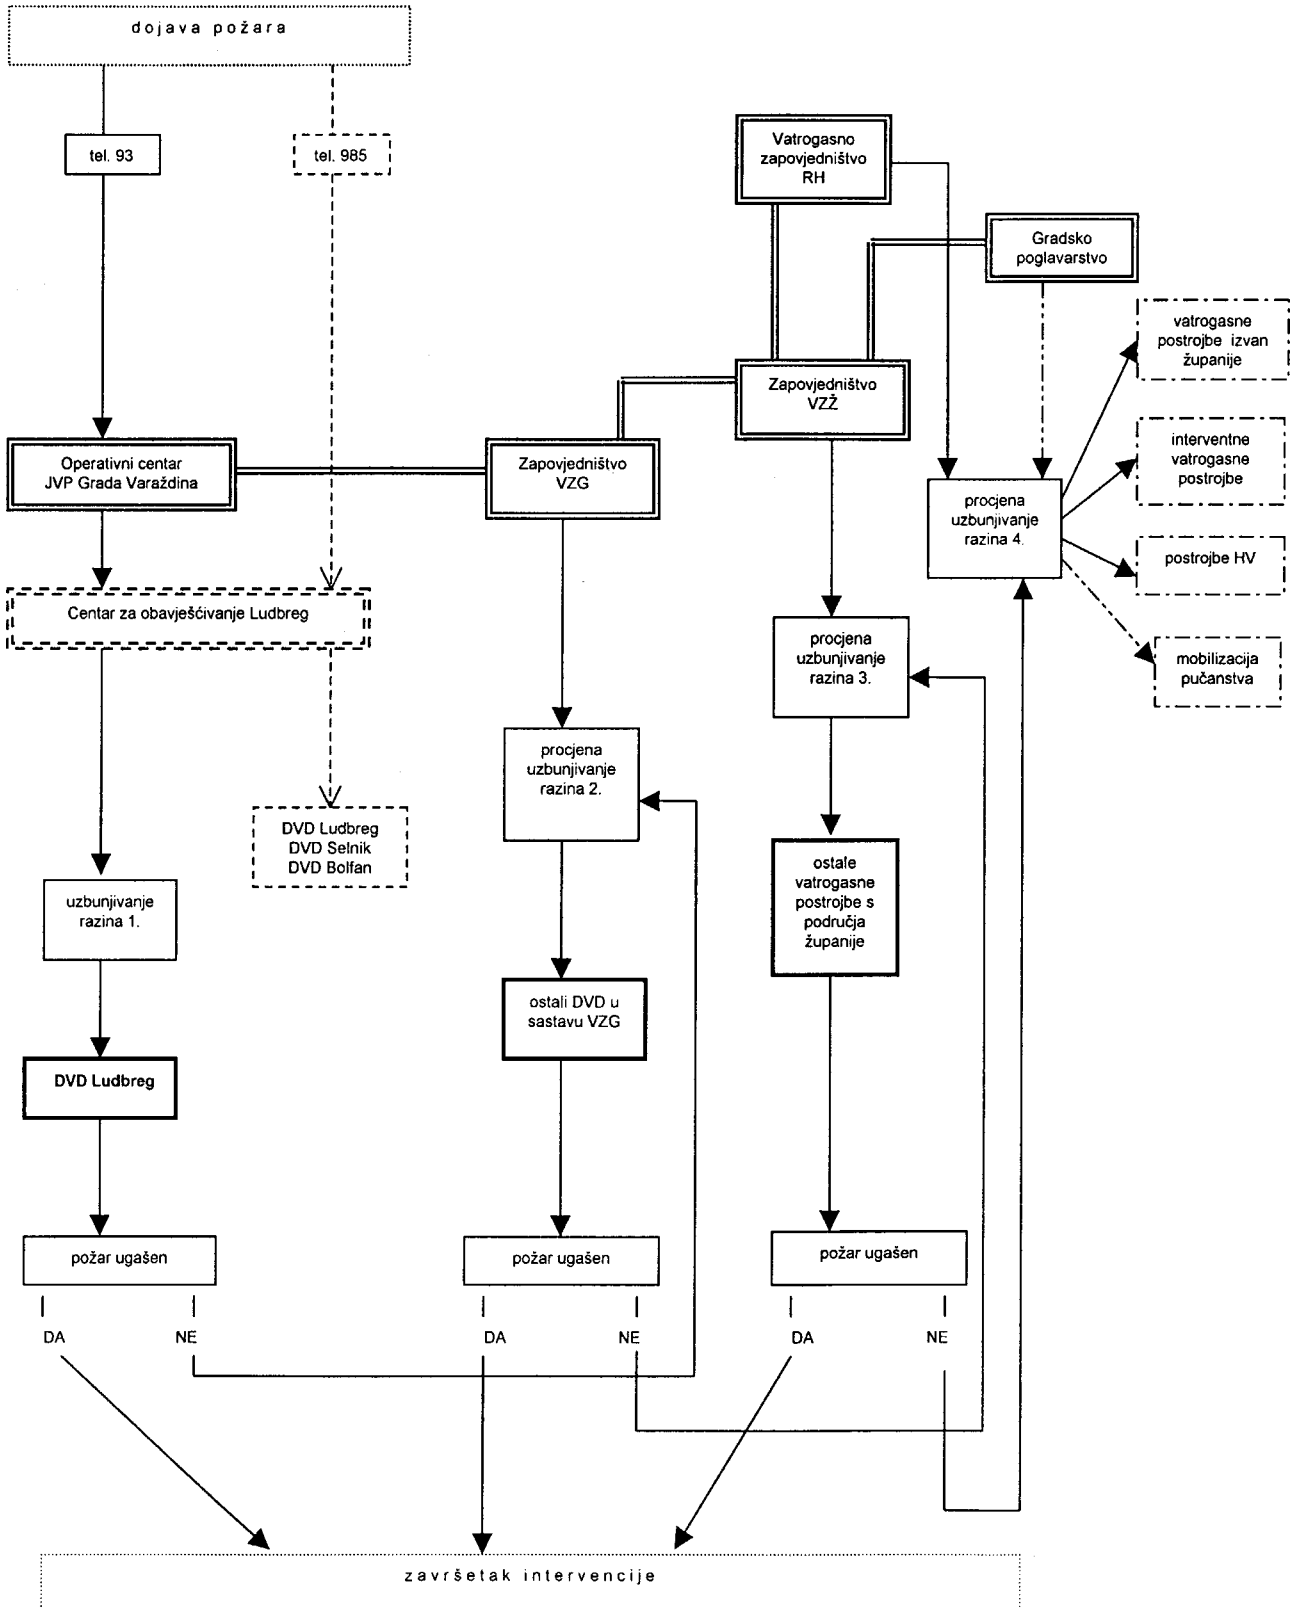 dojava požara
tel. 93
tel. 985
Vatrogasno
zapovjedništvo
RH
Gradsko
poglavarstvo
vatrogasne
postrojbe izvan
županije
Zapovjedništvo
VZŽ
Operativni centar
JVP Grada Varaždina
Zapovjedništvo
VZG
interventne
vatrogasne
postrojbe
procjena
uzbunjivanje
razina 4.
postrojbe HV
Centar za obavješćivanje Ludbreg
procjena
uzbunjivanje
razina 3.
mobilizacija
pučanstva
procjena
uzbunjivanje
razina 2.
DVD Ludbreg
DVD Selnik
DVD Bolfan
uzbunjivanje
razina 1.
ostale
vatrogasne
postrojbe s
područja
županije
ostali DVD u
sastavu VZG
DVD Ludbreg
požar ugašen
požar ugašen
požar ugašen
DA
NE
DA
NE
DA
NE
završetak intervencije